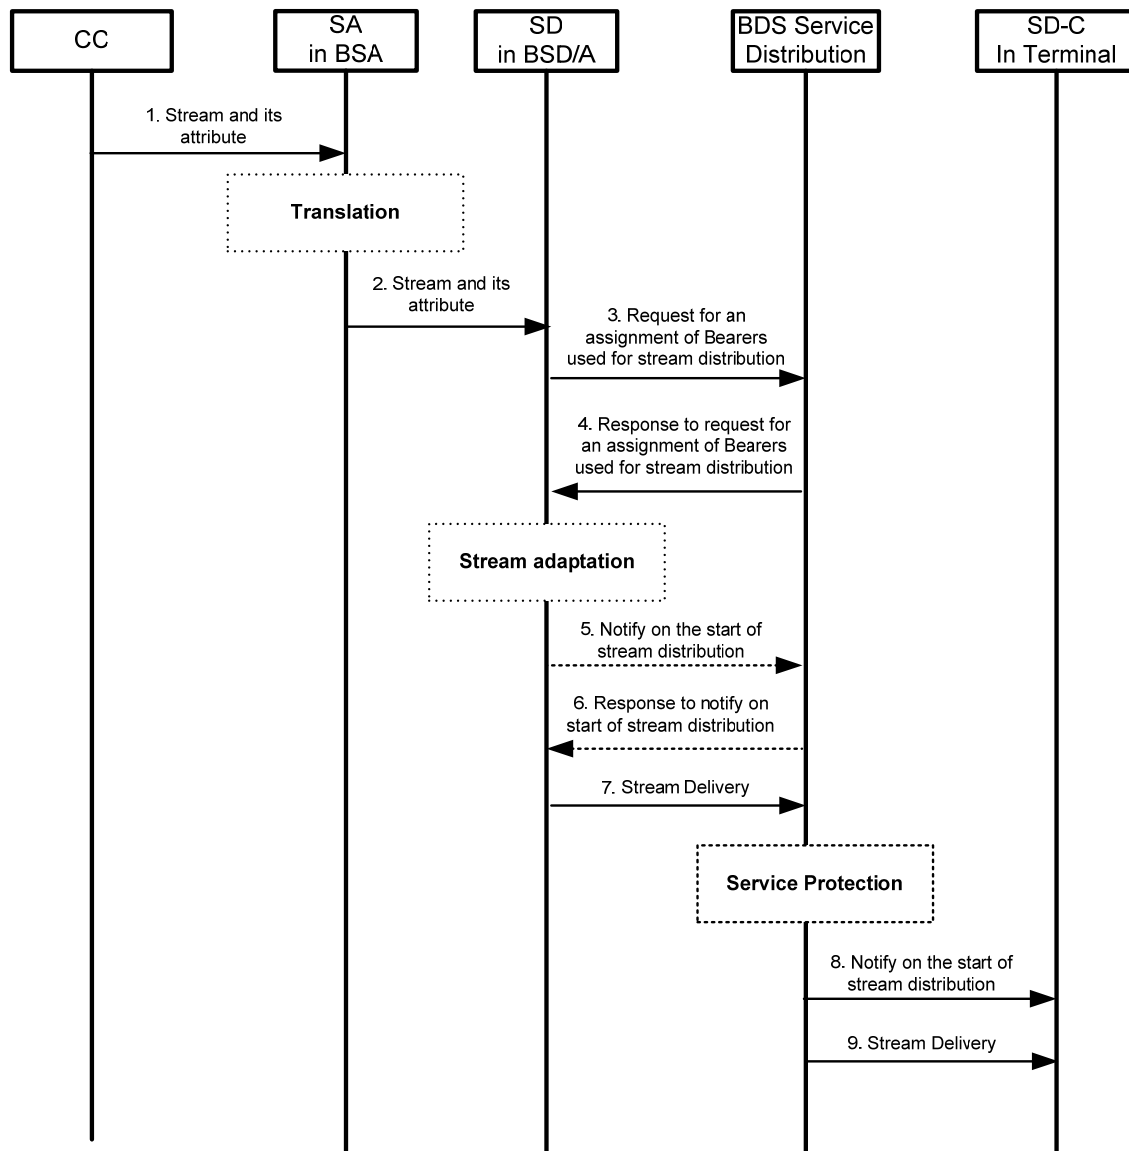 CC
SA
in BSA
SD
in BSD/A
BDS Service
Distribution
SD-C
In Terminal
1. Stream and its
attribute
Translation
2. Stream and its
attribute
3. Request for an
assignment of Bearers
used for stream distribution
4. Response to request for
an assignment of Bearers
used for stream distribution
Stream adaptation
5. Notify on the start of
stream distribution
6. Response to notify on
start of stream distribution
7. Stream Delivery
Service Protection
8. Notify on the start of
stream distribution
9. Stream Delivery